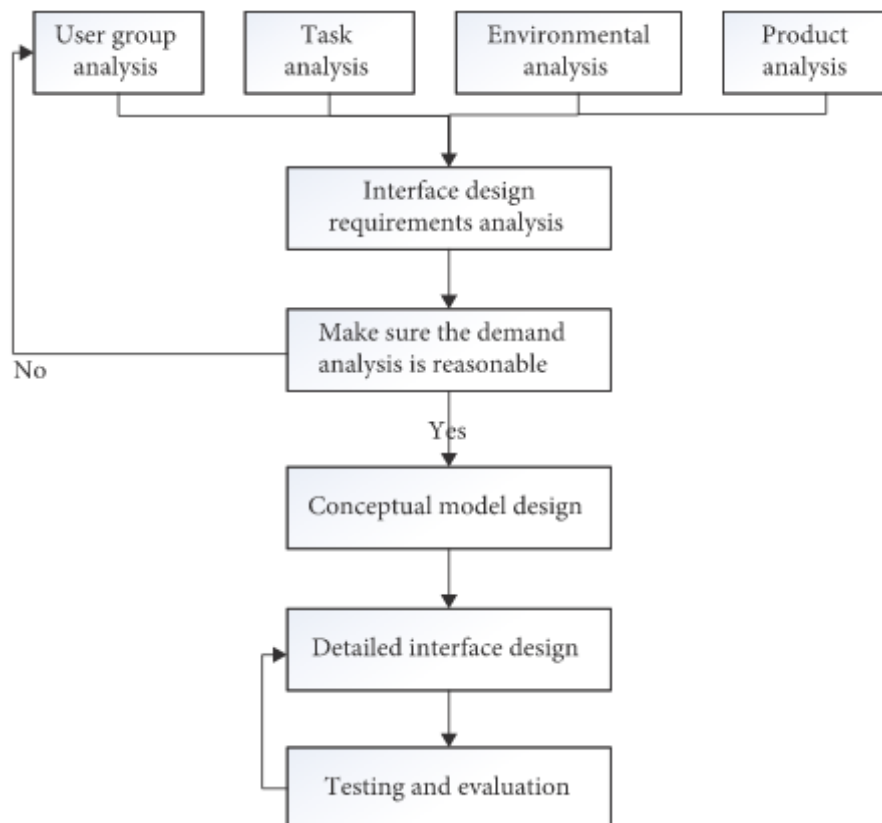 User group
analysis
Task
analysis
Environmental
analysis
Product
analysis
Interface design
requirements analysis
Make sure the demand
analysis is reasonable
No
Yes
Conceptual model design
Detailed interface design
Testing and evaluation